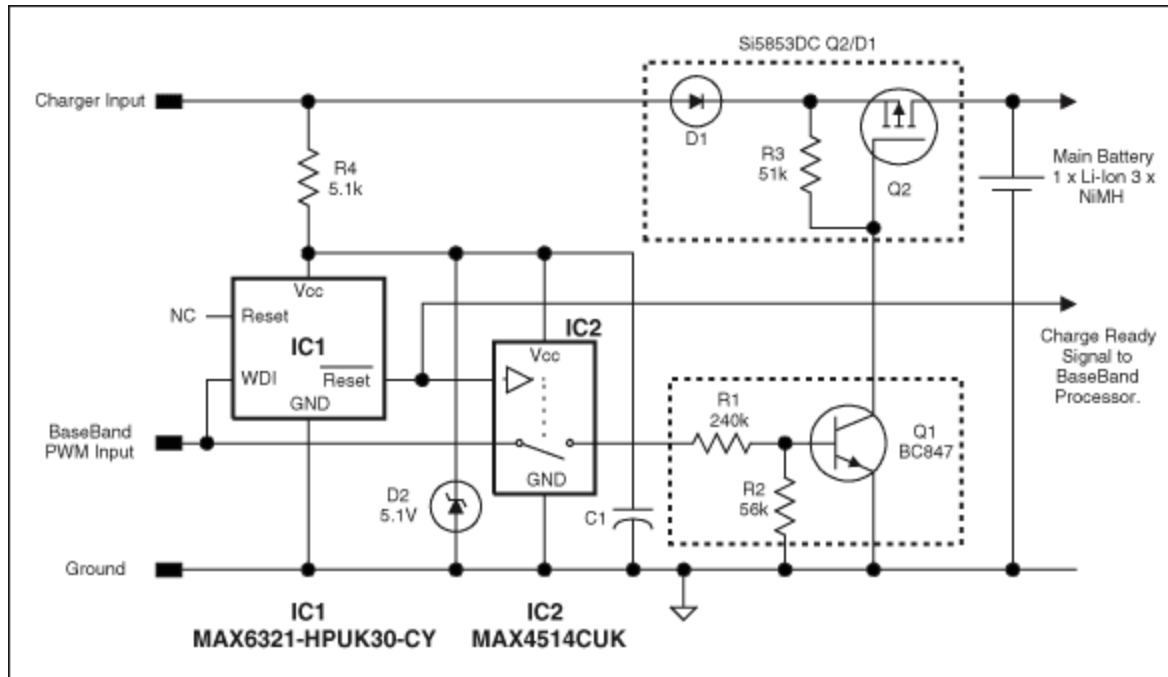 Si5853DC Q2/D1
Charger Input
D1
R4
5.1k
R3
51k
Q2
Main Battery
1 x Li-Ion 3 x
NiMH
Vcc
NC
Reset
IC1
WDI
Reset
GND
IC2
Vcc
GND
Charge Ready
Signal to
BaseBand
Processor.
BaseBand
PWM Input
R1
240k
Q1
BC847
R2
56k
D2
5.1V
C1
Ground
IC1
MAX6321-HPUK30-CY
IC2
MAX4514CUK